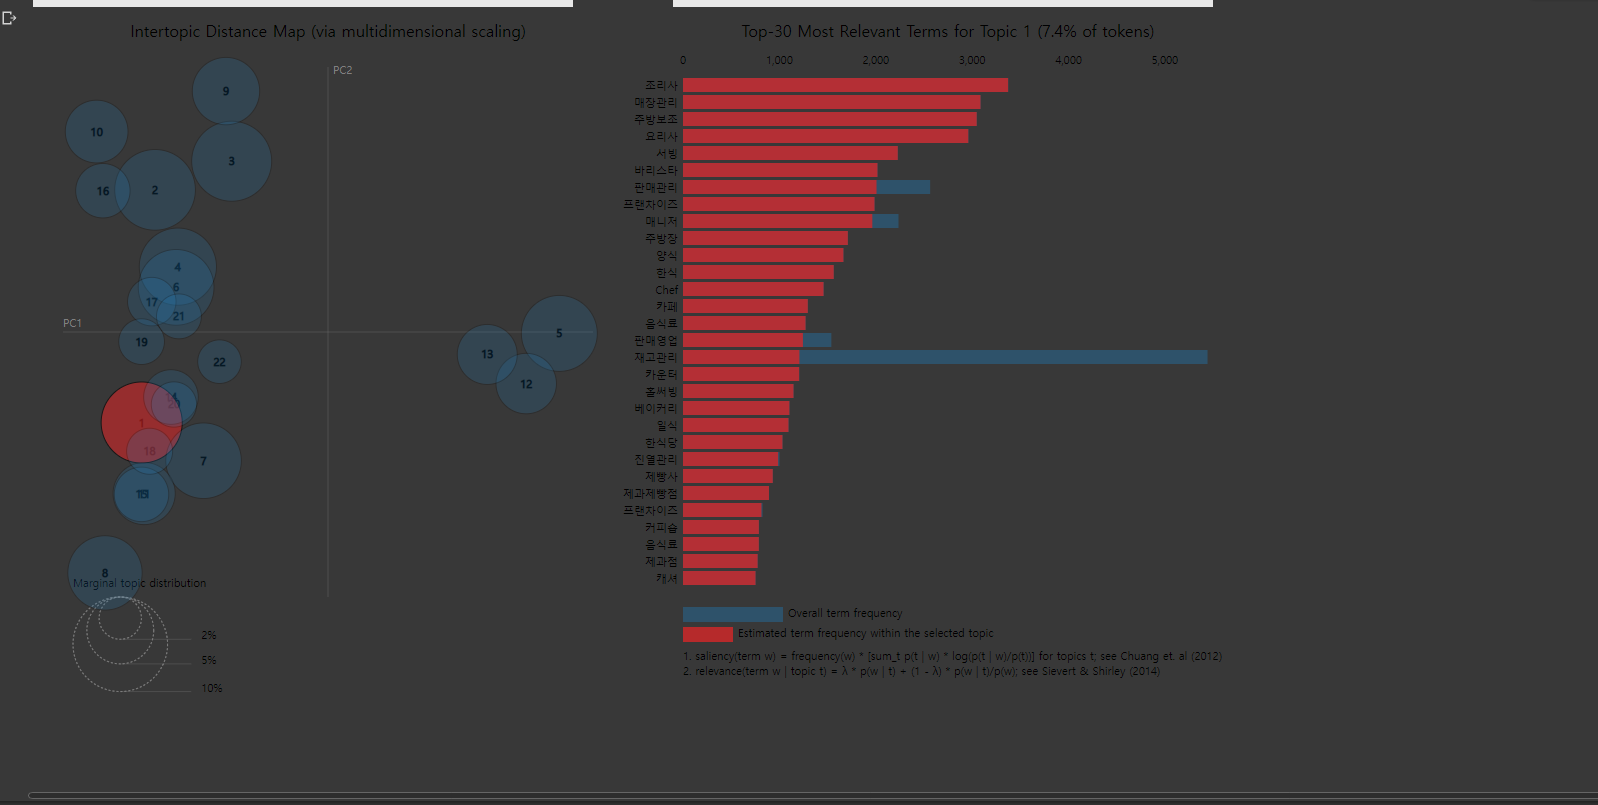 Intertopic Distance Map (via multidimensional scaling)
PC2
PC1
9
10
3
16
2
4
6
17
21
19
22
5
13
12
1
18
7
8
Marginal topic distribution
2%
5%
10%
Top-30 Most Relevant Terms for Topic 1 (7.4% of tokens)
0 1,000 2,000 3,000 4,000 5,000
조리사
매장관리
주방보조
요리사
서빙
바리스타
판매관리
프랜차이즈
매니저
주방장
양식
한식
Chef
카페
음식료
판매영업
재고관리
카운터
홀써빙
베이커리
일식
한식당
진열관리
제빵사
제과제빵점
프랜차이즈
커피숍
음식료
제과점
캐셔
Overall term frequency
Estimated term frequency within the selected topic
1. saliency(term w) = frequency(w) * [sum_t p(t | w) * log(p(t | w)/p(t))] for topics t; see Chuang et. al (2012)
2. relevance(term w | topic t) = λ * p(w | t) + (1 - λ) * p(w | t)/p(w); see Sievert & Shirley (2014)